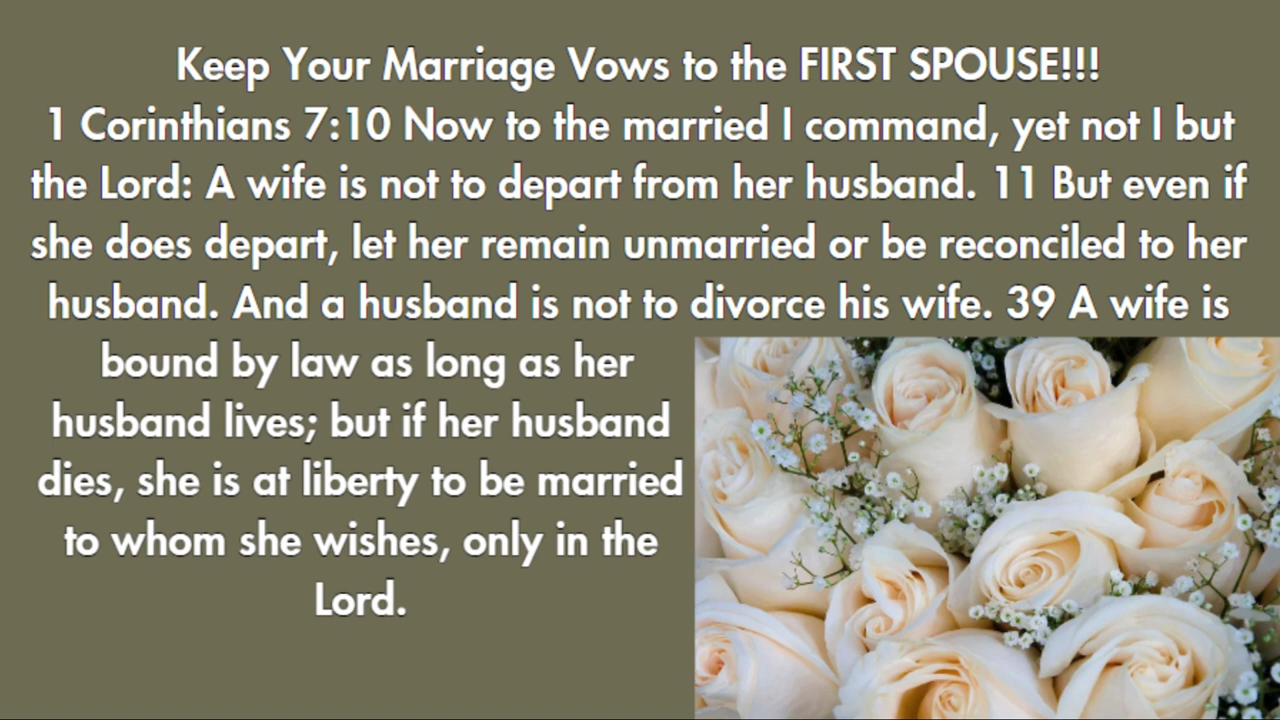 Keep Your Marriage Vows to the FIRST SPOUSE!!!
1 Corinthians 7:10 Now to the married I command, yet not I but
the Lord: A wife is not to depart from her husband. 11 But even if
she does depart, let her remain unmarried or be reconciled to her
husband. And a husband is not to divorce his wife. 39 A wife is
bound by law as long as her
husband lives; but if her husband
dies, she is at liberty to be married
to whom she wishes, only in the
Lord.